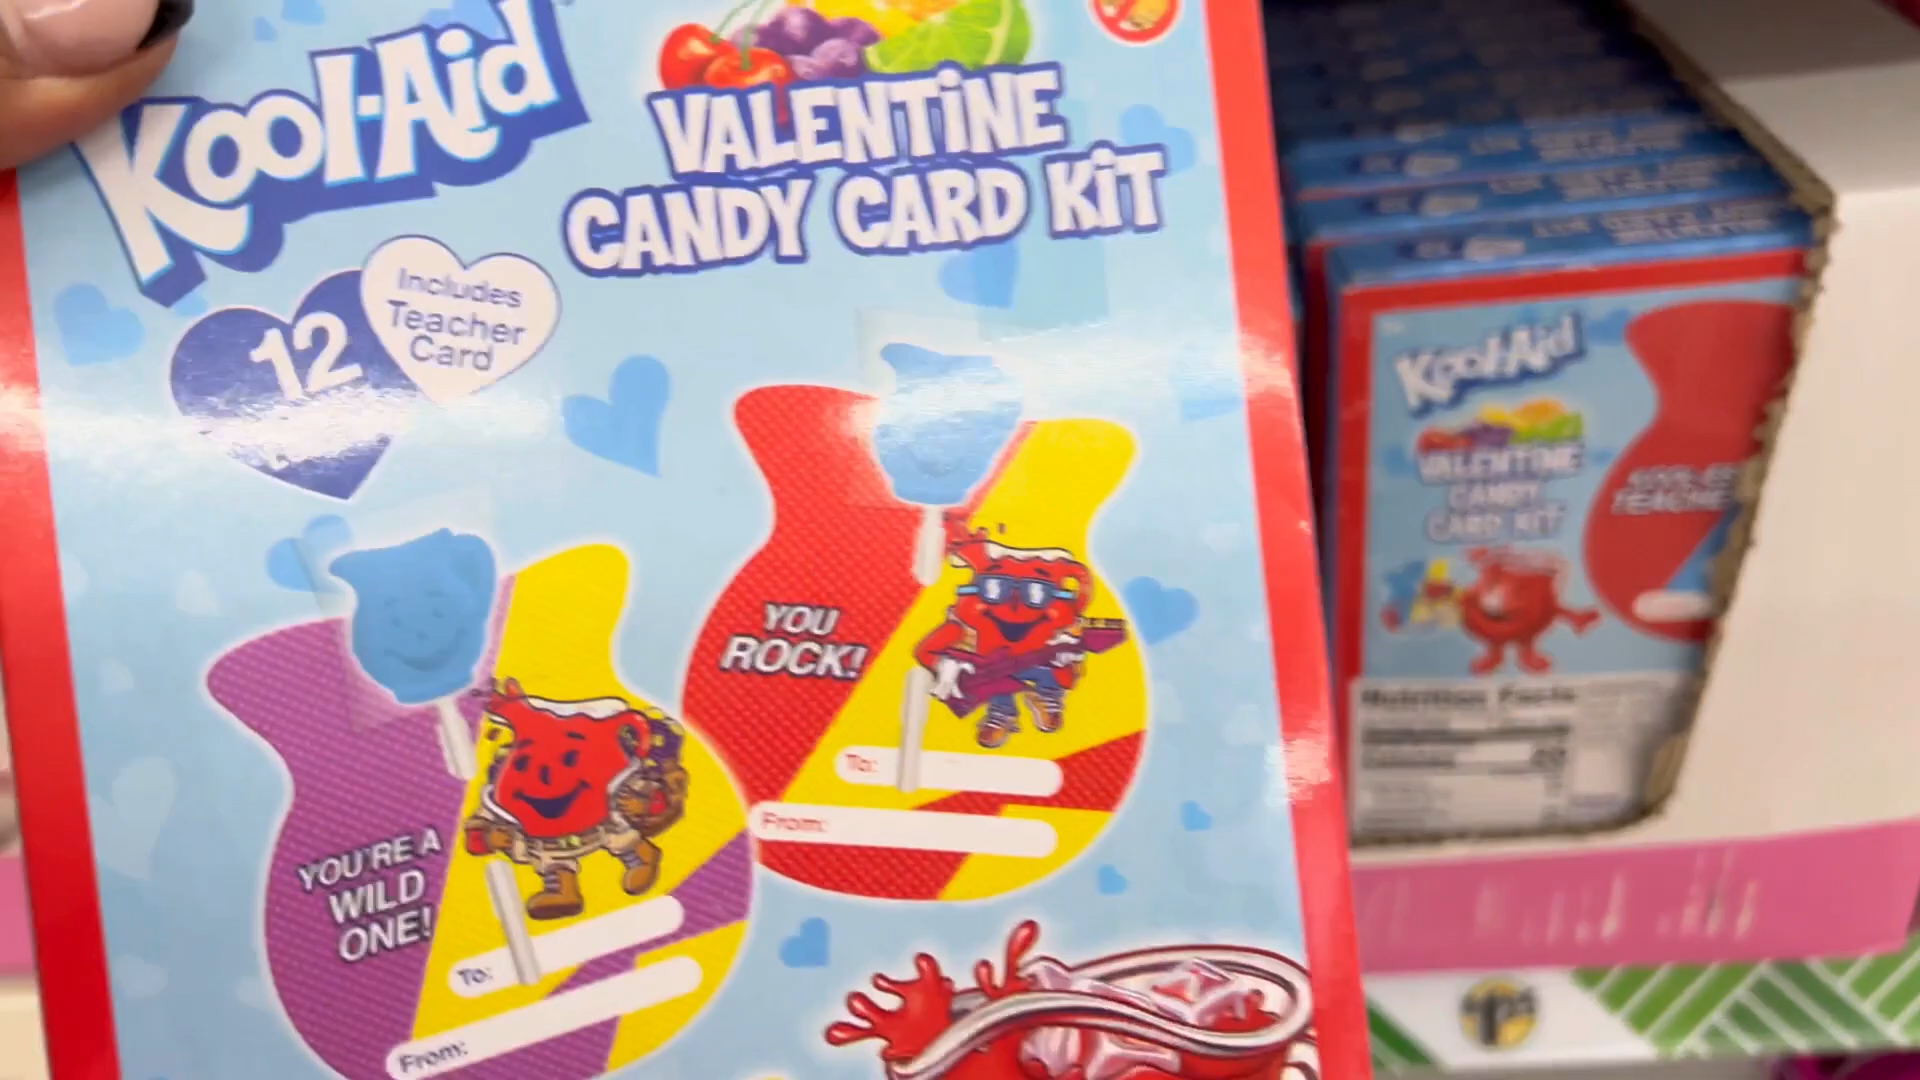 Kool-Aid
VALENTINE
CANDY CARD KIT
12
Includes
Teacher
Card
YOU
ROCK!
To:
From:
YOU'RE A
WILD
ONE!
To:
From:
Kool-Aid
VALENTINE
CANDY
CARD KIT
TEACHER
Nutrition Facts